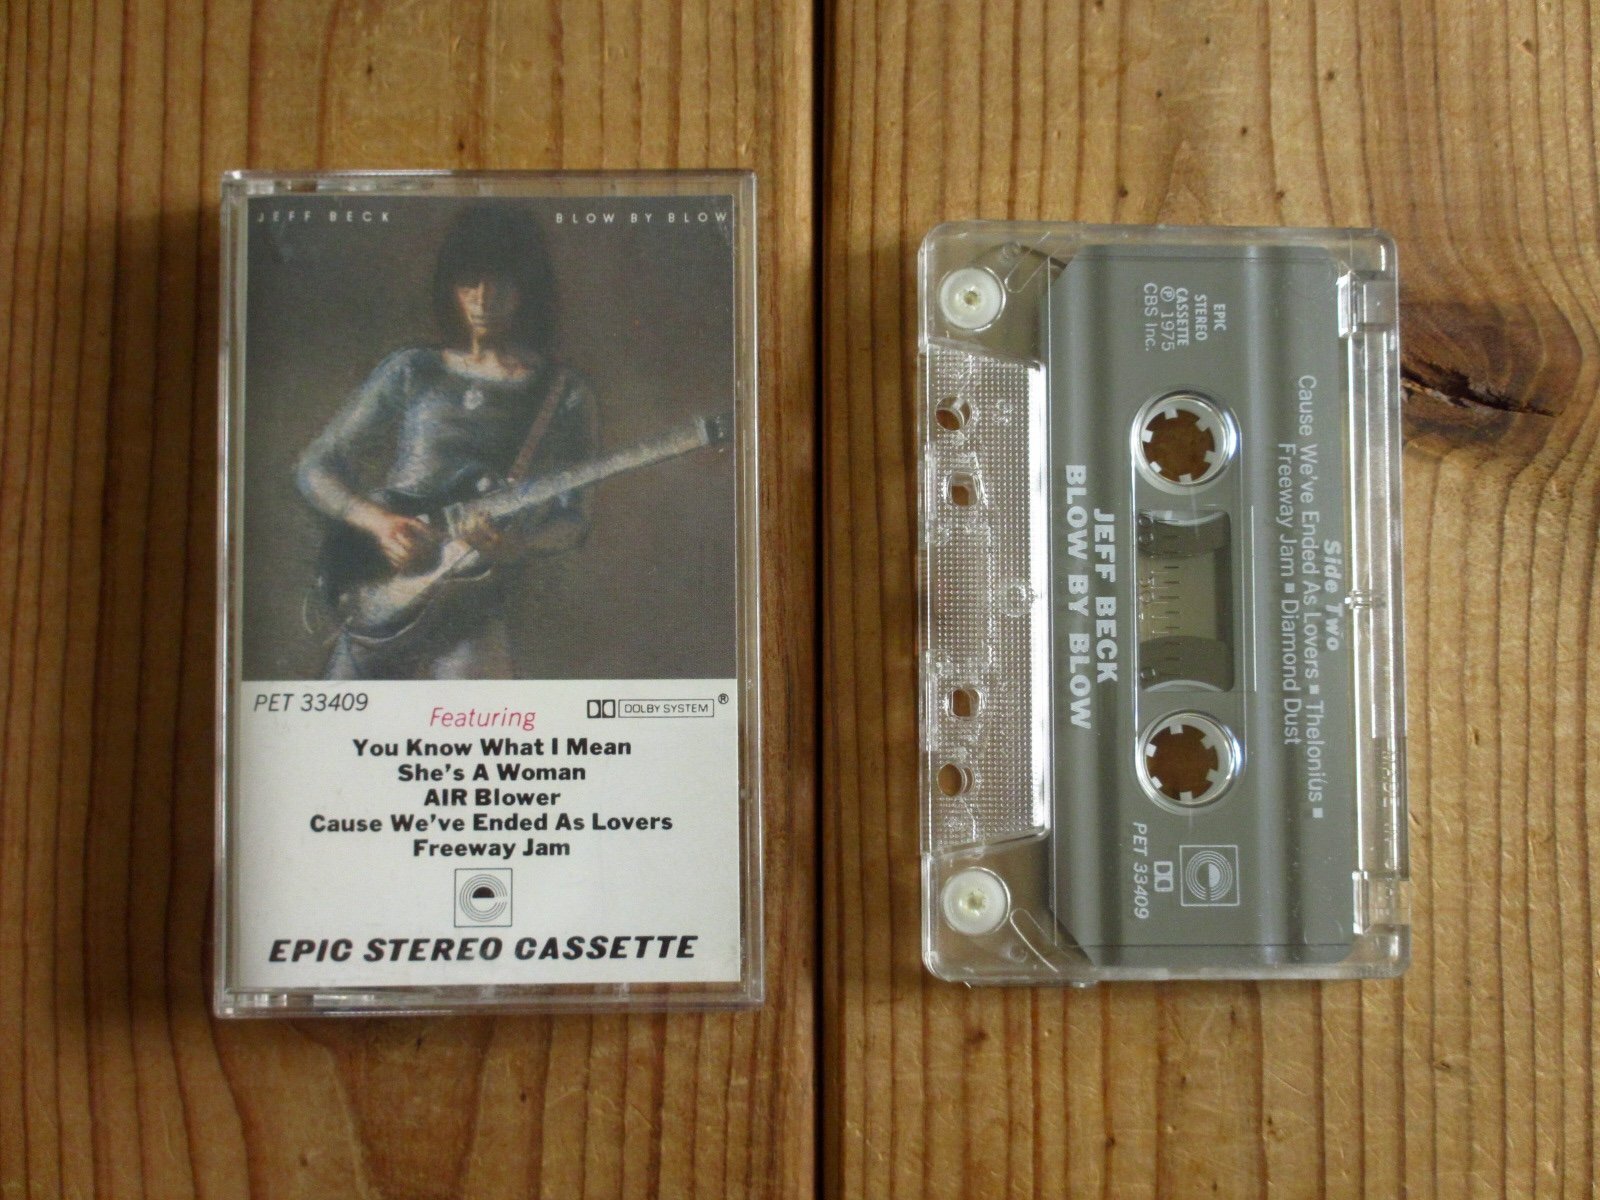 JEFF BECK BLOW BY BLOW
PET 33409
DOLBY SYSTEM ®
Featuring
You Know What I Mean
She's A Woman
AIR Blower
Cause We've Ended As Lovers
Freeway Jam
e
EPIC STEREO CASSETTE
Side Two
Cause We've Ended As Lovers ▪ Thelonius ▪
Freeway Jam ▪ Diamond Dust
EPIC
STEREO
CASSETTE
℗ 1975
CBS Inc.
e
PET 33409
JEFF BECK
BLOW BY BLOW